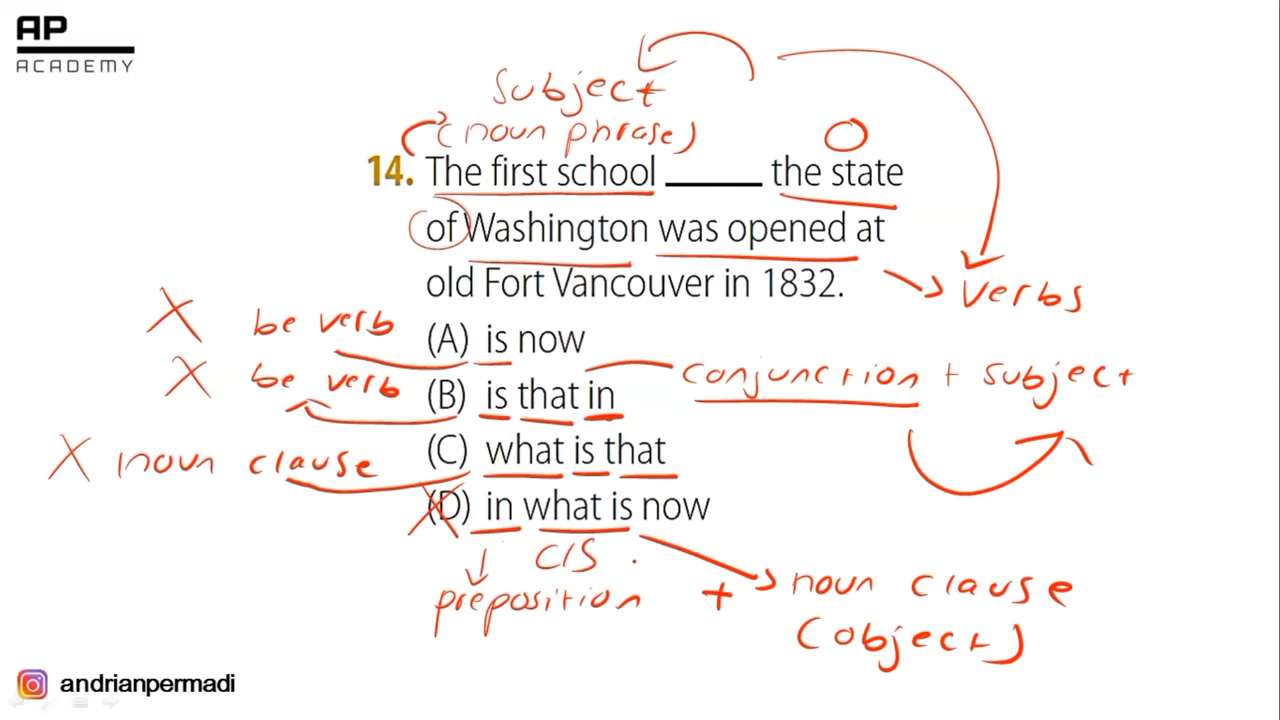 AP
ACADEMY
Subject
(noun phrase)
O
14. The first school ______ the state
of Washington was opened at
old Fort Vancouver in 1832.
verbs
X be verb (A) is now
X be verb (B) is that in
conjunction + subject
X noun clause (C) what is that
(D) in what is now
C/S
preposition + noun clause
(object)
andrianpermadi